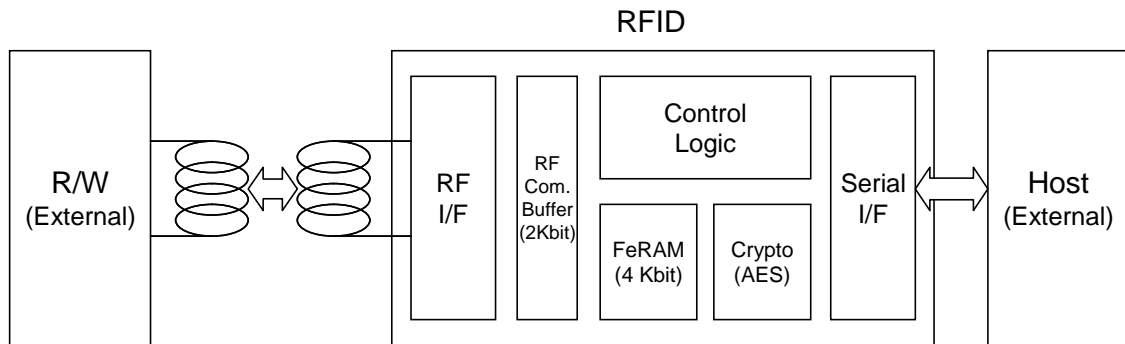 RFID
R/W
(External)
RF
I/F
RF
Com.
Buffer
(2Kbit)
Control
Logic
FeRAM
(4 Kbit)
Crypto
(AES)
Serial
I/F
Host
(External)